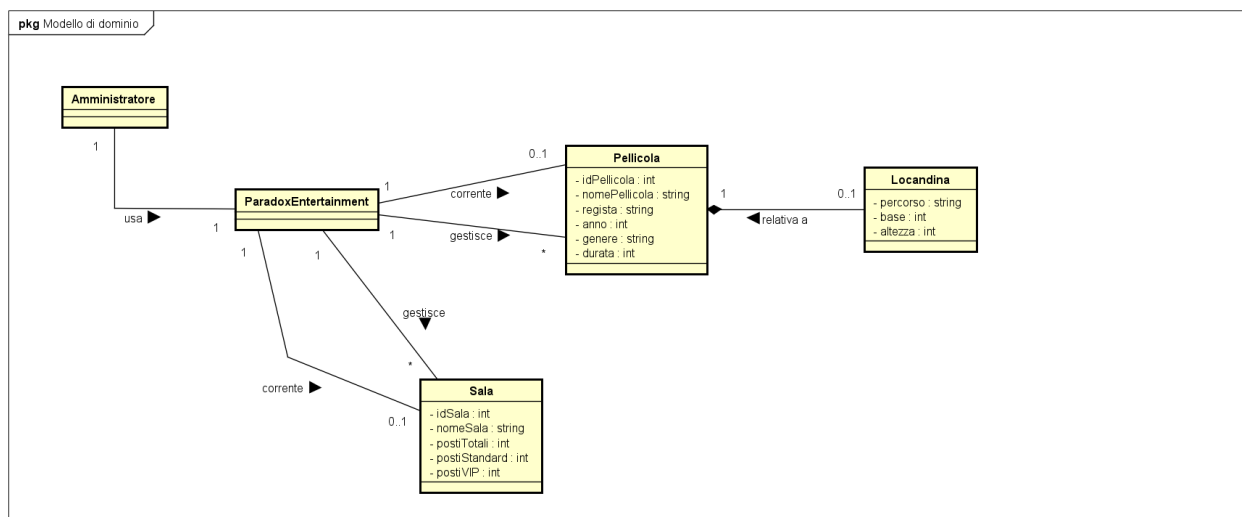 pkg Modello di dominio
Amministratore
1
usa ▶
1
ParadoxEntertainment
1
corrente ▶
0..1
1
gestisce ▶
*
Pellicola
- idPellicola : int
- nomePellicola : string
- regista : string
- anno : int
- genere : string
- durata : int
1
◀ relativa a
0..1
Locandina
- percorso : string
- base : int
- altezza : int
1
gestisce
▼
*
1
corrente ▶
0..1
Sala
- idSala : int
- nomeSala : string
- postiTotali : int
- postiStandard : int
- postiVIP : int